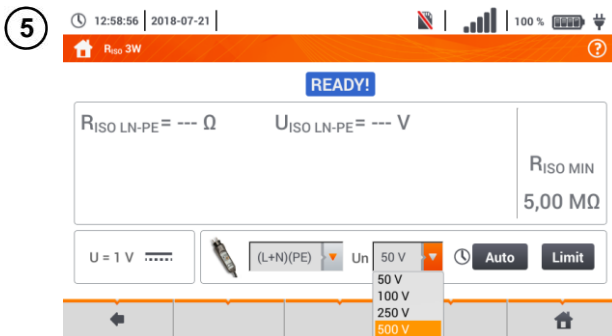 5
12:58:56 2018-07-21 100 %
RISO 3W ?
READY!
RISO LN-PE= --- Ω UISO LN-PE= --- V
RISO MIN
5,00 MΩ
U = 1 V (L+N)(PE) Un 50 V Auto Limit
50 V
100 V
250 V
500 V